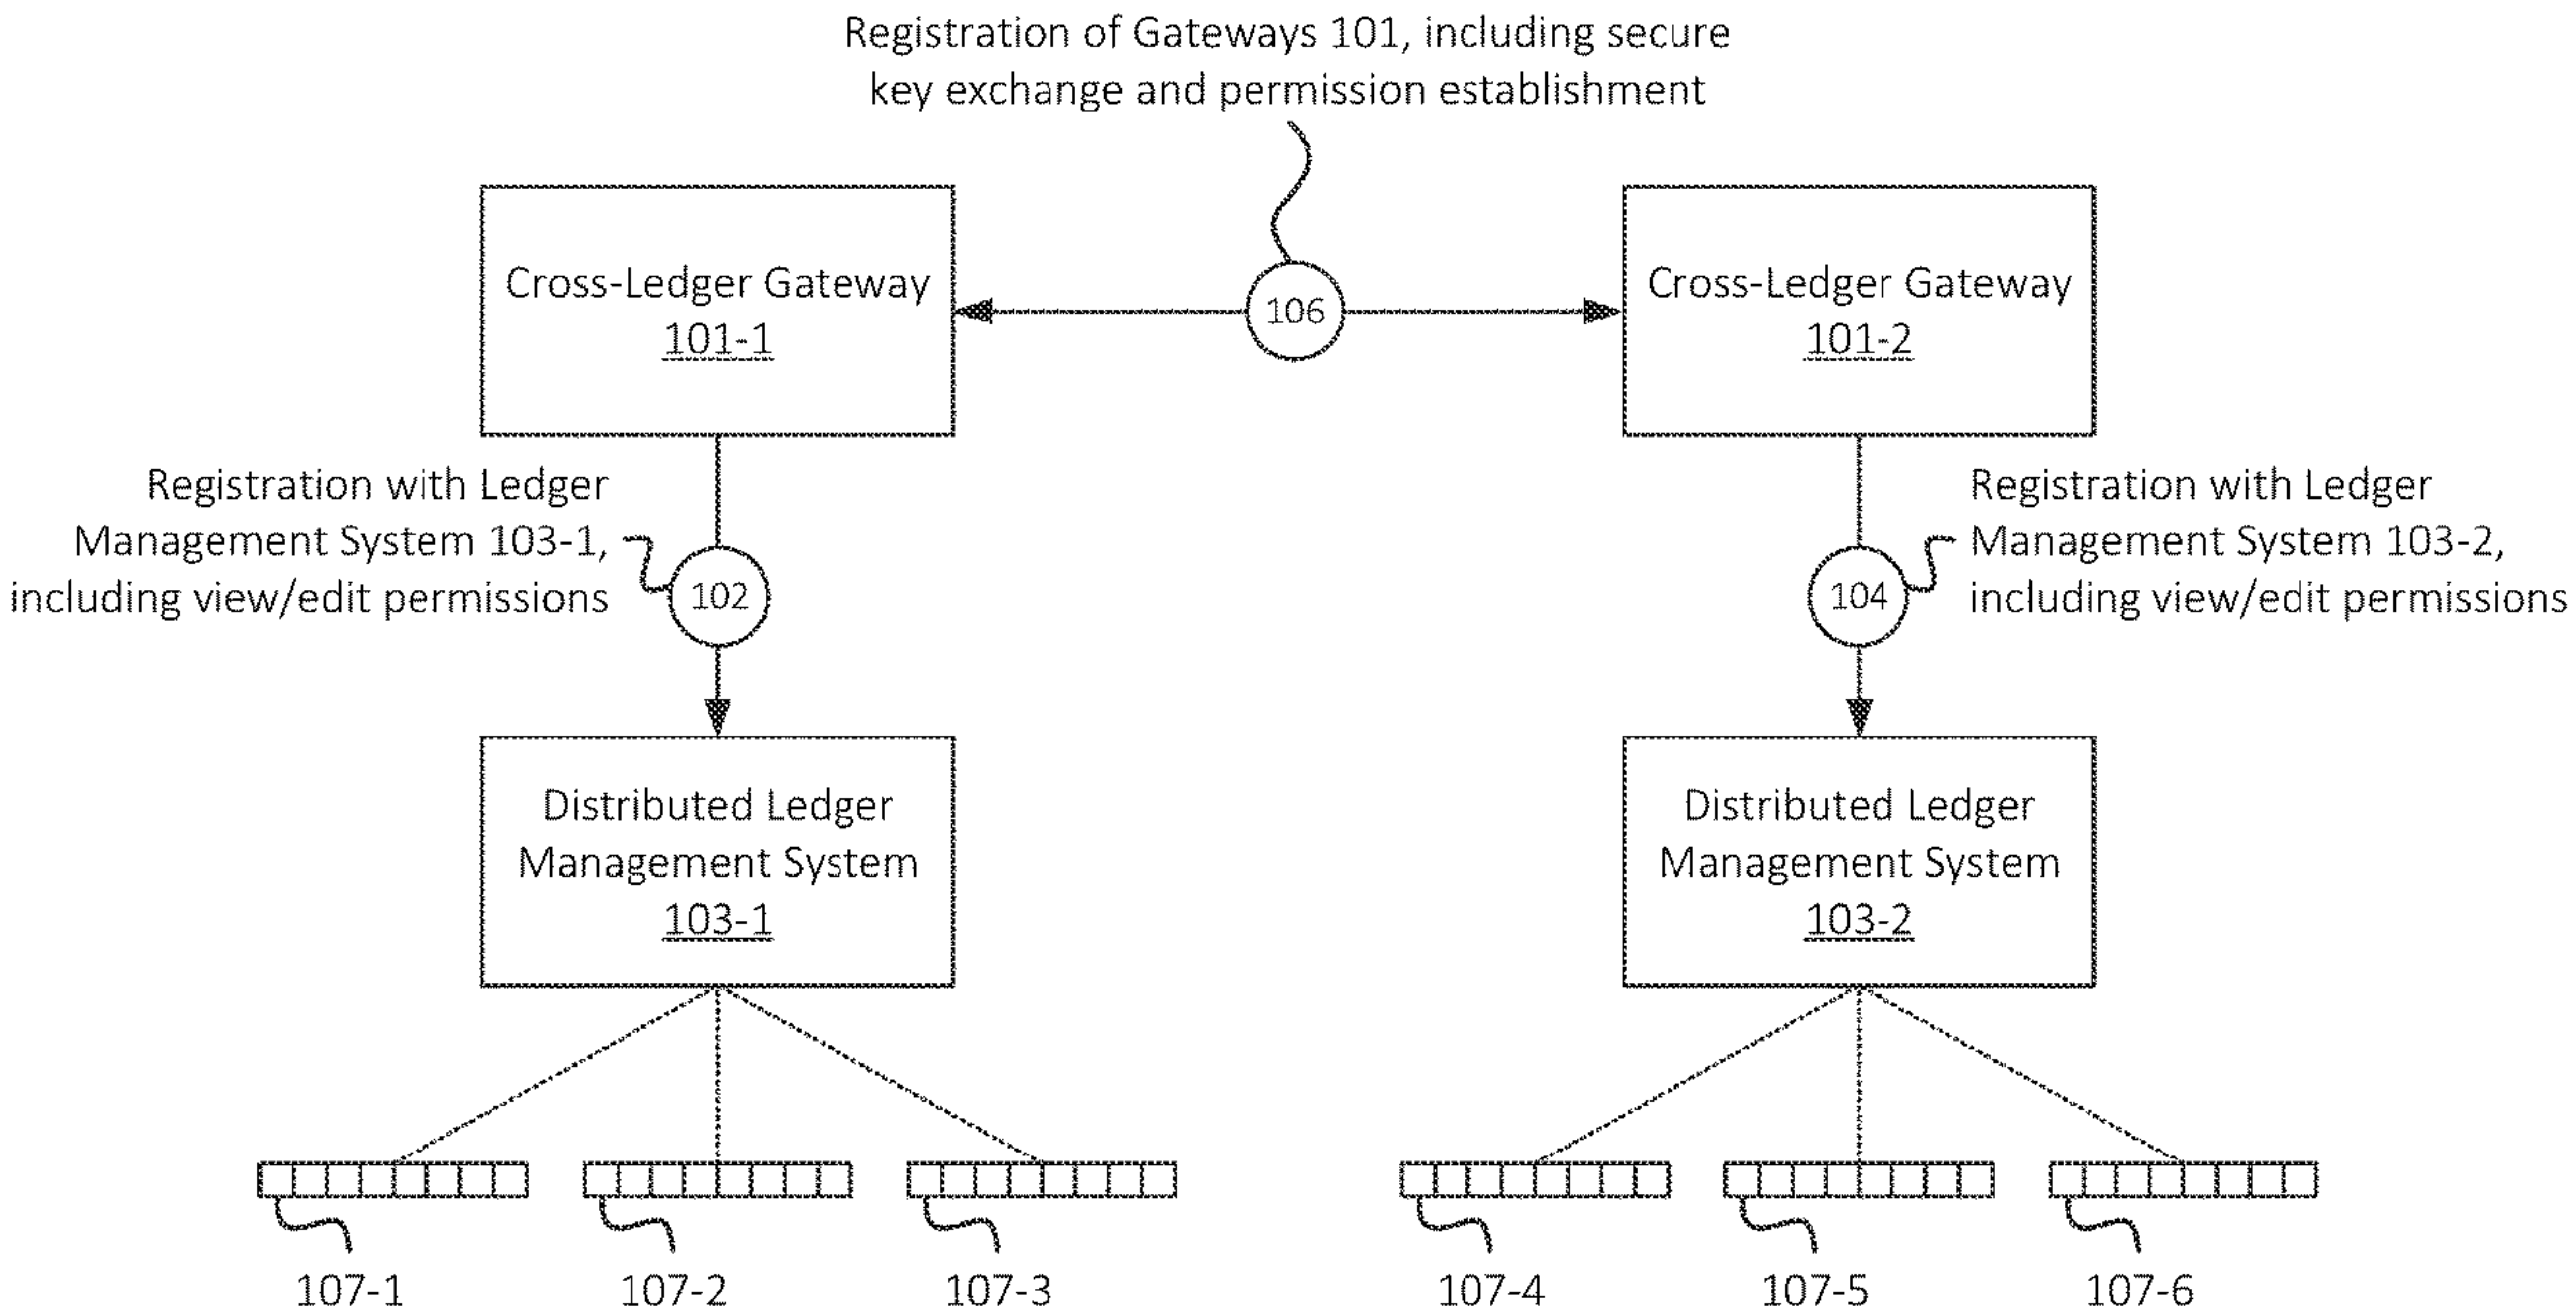 Registration of Gateways 101, including secure
key exchange and permission establishment
Cross-Ledger Gateway
101-1
106
Cross-Ledger Gateway
101-2
Registration with Ledger
Management System 103-1,
including view/edit permissions
102
104
Registration with Ledger
Management System 103-2,
including view/edit permissions
Distributed Ledger
Management System
103-1
Distributed Ledger
Management System
103-2
107-1
107-2
107-3
107-4
107-5
107-6